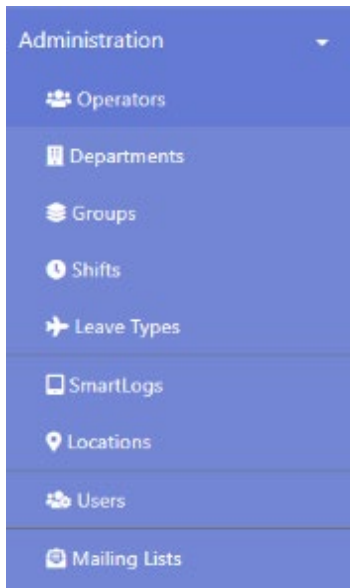 Administration
Operators
Departments
Groups
Shifts
Leave Types
SmartLogs
Locations
Users
Mailing Lists